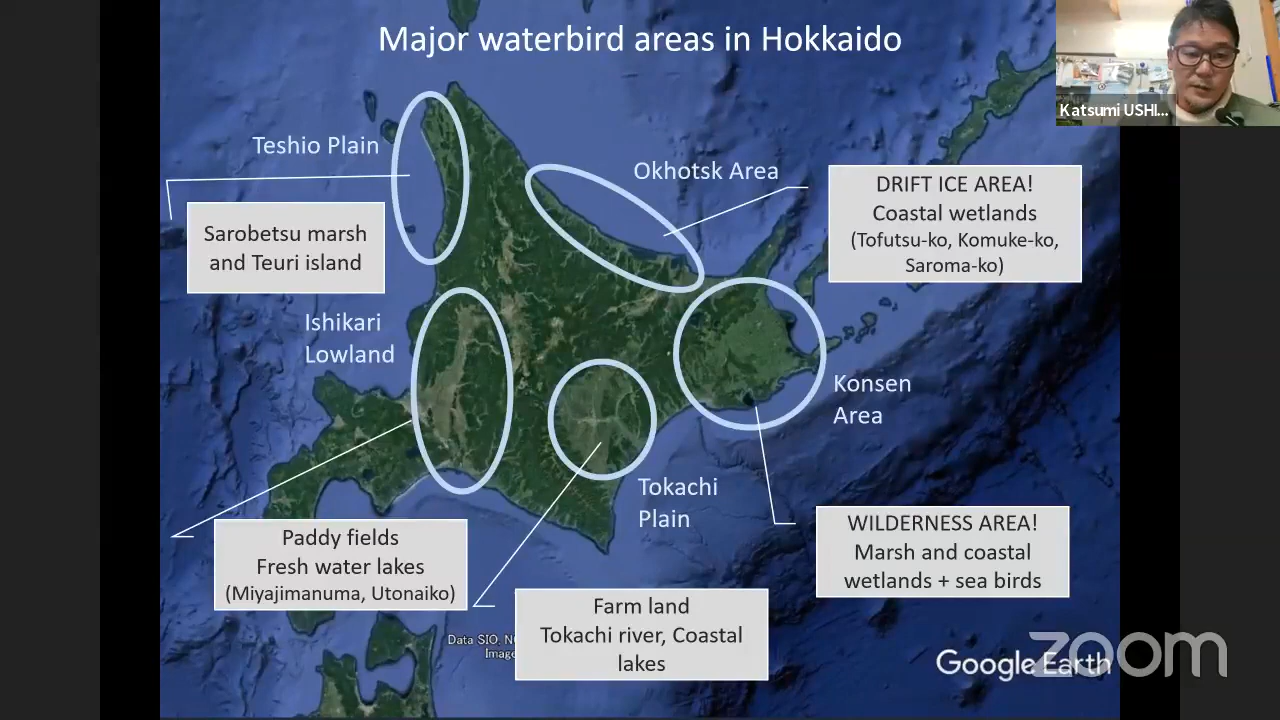 Major waterbird areas in Hokkaido
Katsumi USHI...
Teshio Plain
Okhotsk Area
DRIFT ICE AREA!
Coastal wetlands
(Tofutsu-ko, Komuke-ko,
Saroma-ko)
Sarobetsu marsh
and Teuri island
Ishikari
Lowland
Konsen
Area
Tokachi
Plain
WILDERNESS AREA!
Marsh and coastal
wetlands + sea birds
Paddy fields
Fresh water lakes
(Miyajimanuma, Utonaiko)
Farm land
Tokachi river, Coastal
lakes
Data SIO,
Image
Google Earth
zoom